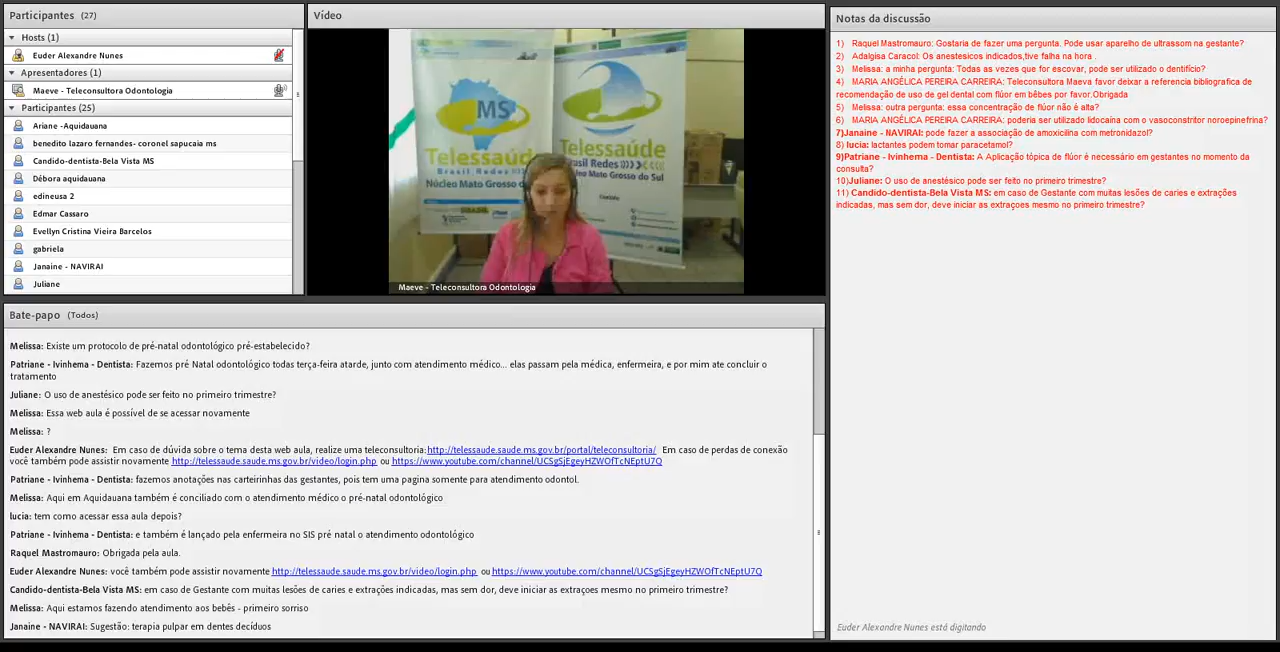 Participantes (27)
Hosts (1)
Euder Alexandre Nunes
Apresentadores (1)
Maeve - Teleconsultora Odontologia
Participantes (25)
Ariane -Aquidauana
benedito lazaro fernandes- coronel sapucaia ms
Candido-dentista-Bela Vista MS
Débora aquidauana
edineusa 2
Edmar Cassaro
Evellyn Cristina Vieira Barcelos
gabriela
Janaine - NAVIRAI
Juliane
Vídeo
MS
Telessaúde
Brasil Redes
Núcleo Mato Grosso d
Telessaúde
Brasil Redes
Núcleo Mato Grosso do Sul
Maeve - Teleconsultora Odontologia
Bate-papo (Todos)
Melissa: Existe um protocolo de pré-natal odontológico pré-estabelecido?
Patriane - Ivinhema - Dentista: Fazemos pré Natal odontológico todas terça-feira atarde, junto com atendimento médico... elas passam pela médica, enfermeira, e por mim ate concluir o
tratamento
Juliane: O uso de anestésico pode ser feito no primeiro trimestre?
Melissa: Essa web aula é possível de se acessar novamente
Melissa: ?
Euder Alexandre Nunes: Em caso de dúvida sobre o tema desta web aula, realize uma teleconsultoria:http://telessaude.saude.ms.gov.br/portal/teleconsultoria/ Em caso de perdas de conexão
você também pode assistir novamente http://telessaude.saude.ms.gov.br/video/login.php ou https://www.youtube.com/channel/UCSgSjEgeyHZWOfTcNEptU7Q
Patriane - Ivinhema - Dentista: fazemos anotações nas carteirinhas das gestantes, pois tem uma pagina somente para atendimento odontol.
Melissa: Aqui em Aquidauana também é conciliado com o atendimento médico o pré-natal odontológico
lucia: tem como acessar essa aula depois?
Patriane - Ivinhema - Dentista: e também é lançado pela enfermeira no SIS pré natal o atendimento odontológico
Raquel Mastromauro: Obrigada pela aula.
Euder Alexandre Nunes: você também pode assistir novamente http://telessaude.saude.ms.gov.br/video/login.php ou https://www.youtube.com/channel/UCSgSjEgeyHZWOfTcNEptU7Q
Candido-dentista-Bela Vista MS: em caso de Gestante com muitas lesões de caries e extrações indicadas, mas sem dor, deve iniciar as extraçoes mesmo no primeiro trimestre?
Melissa: Aqui estamos fazendo atendimento aos bebês - primeiro sorriso
Janaine - NAVIRAI: Sugestão: terapia pulpar em dentes decíduos
Notas da discussão
1) Raquel Mastromauro: Gostaria de fazer uma pergunta. Pode usar aparelho de ultrassom na gestante?
2) Adalgisa Caracol: Os anestesicos indicados,tive falha na hora .
3) Melissa: a minha pergunta: Todas as vezes que for escovar, pode ser utilizado o dentifício?
4) MARIA ANGÉLICA PEREIRA CARREIRA: Teleconsultora Maeva favor deixar a referencia bibliografica de
recomendação de uso de gel dental com flúor em bêbes por favor.Obrigada
5) Melissa: outra pergunta: essa concentração de flúor não é alta?
6) MARIA ANGÉLICA PEREIRA CARREIRA: poderia ser utilizado lidocaína com o vasoconstritor noroepinefrina?
7)Janaine - NAVIRAI: pode fazer a associação de amoxicilina com metronidazol?
8) lucia: lactantes podem tomar paracetamol?
9)Patriane - Ivinhema - Dentista: A Aplicação tópica de flúor é necessário em gestantes no momento da
consulta?
10)Juliane: O uso de anestésico pode ser feito no primeiro trimestre?
11) Candido-dentista-Bela Vista MS: em caso de Gestante com muitas lesões de caries e extrações
indicadas, mas sem dor, deve iniciar as extraçoes mesmo no primeiro trimestre?
Euder Alexandre Nunes está digitando